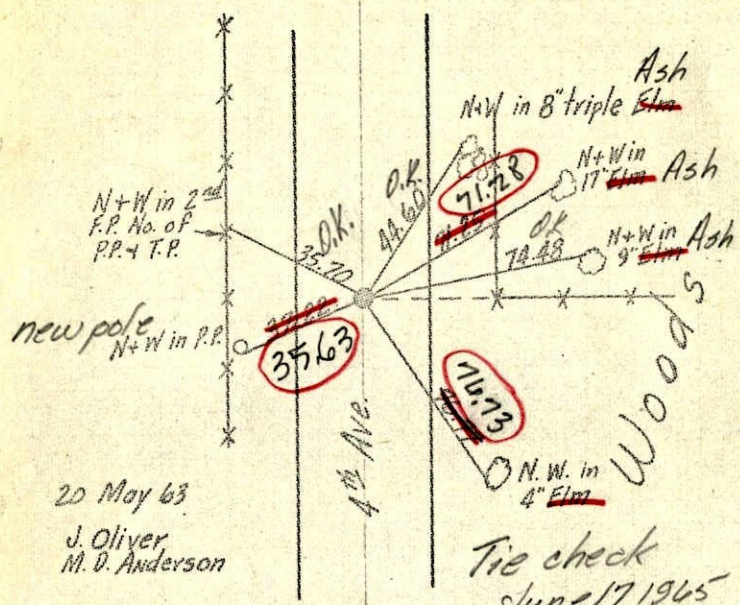 Ash
N+W in 8" triple Elm
N+W in
17" Elm Ash
71.28
O.K.
44.60
N+W in 2nd
F.P. No. of
P.P. + T.P.
O.K.
35.70
O.K.
74.48
N+W in
9" Elm Ash
new pole
N+W in P.P.
35.63
76.73
Woods
4th Ave.
N.W. in
4" Elm
20 May 63
J. Oliver
M. D. Anderson
Tie check
June 17 1965